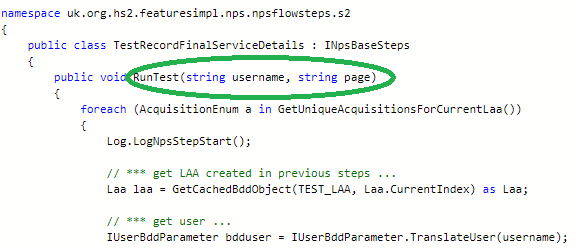 namespace uk.org.hs2.featuresimpl.nps.npsflowsteps.s2
{
public class TestRecordFinalServiceDetails : INpsBaseSteps
{
public void RunTest(string username, string page)
{
foreach (AcquisitionEnum a in GetUniqueAcquisitionsForCurrentLaa())
{
Log.LogNpsStepStart();
// *** get LAA created in previous steps ...
Laa laa = GetCachedBddObject(TEST_LAA, Laa.CurrentIndex) as Laa;
// *** get user ...
IUserBddParameter bdduser = IUserBddParameter.TranslateUser(username);